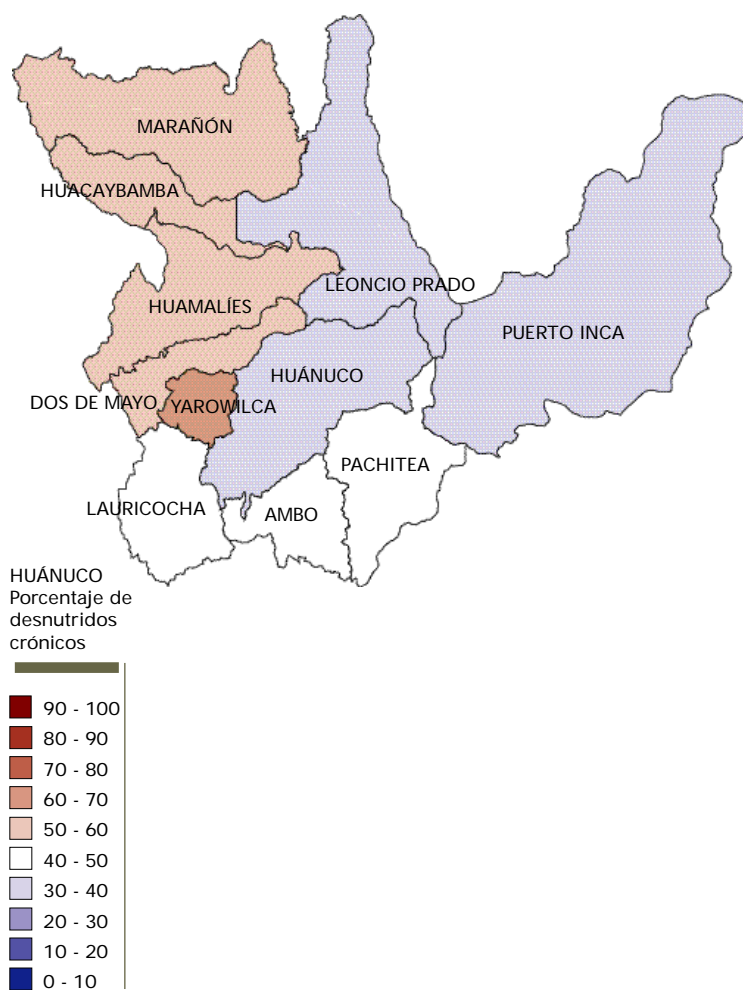 MARAÑÓN
HUACAYBAMBA
LEONCIO PRADO
HUAMALÍES
PUERTO INCA
HUÁNUCO
DOS DE MAYO
YAROWILCA
PACHITEA
LAURICOCHA
AMBO
HUÁNUCO
Porcentaje de
desnutridos
crónicos
90 - 100
80 - 90
70 - 80
60 - 70
50 - 60
40 - 50
30 - 40
20 - 30
10 - 20
0 - 10